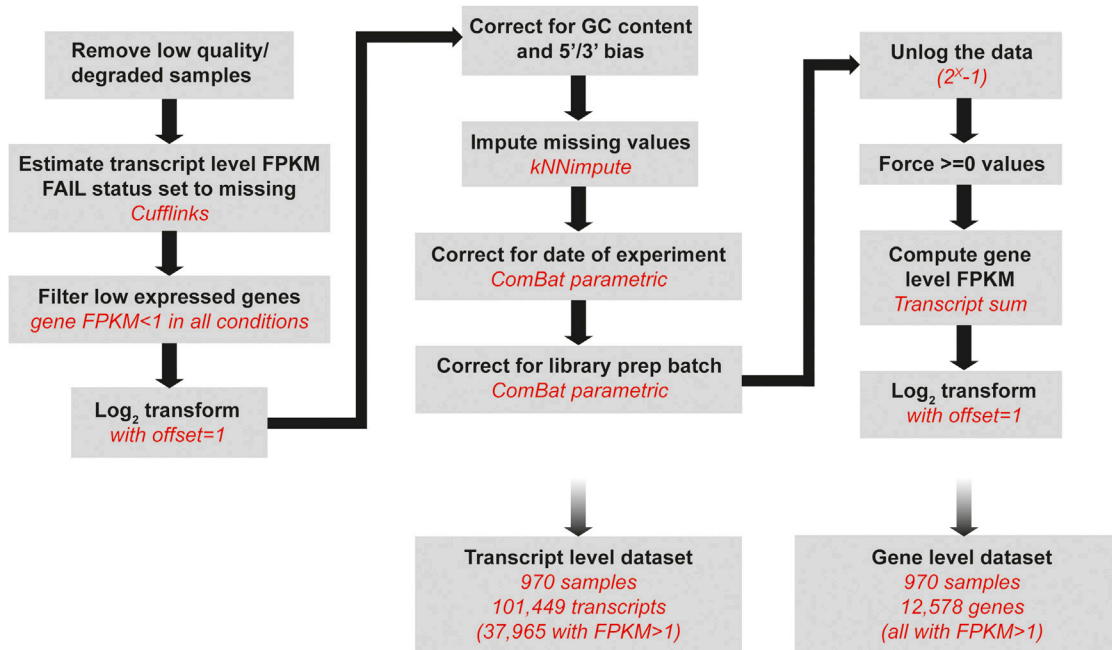 Remove low quality/
degraded samples
Estimate transcript level FPKM
FAIL status set to missing
Cufflinks
Filter low expressed genes
gene FPKM<1 in all conditions
Log₂ transform
with offset=1
Correct for GC content
and 5’/3’ bias
Impute missing values
kNNimpute
Correct for date of experiment
ComBat parametric
Correct for library prep batch
ComBat parametric
Transcript level dataset
970 samples
101,449 transcripts
(37,965 with FPKM>1)
Unlog the data
(2ˣ-1)
Force >=0 values
Compute gene
level FPKM
Transcript sum
Log₂ transform
with offset=1
Gene level dataset
970 samples
12,578 genes
(all with FPKM>1)